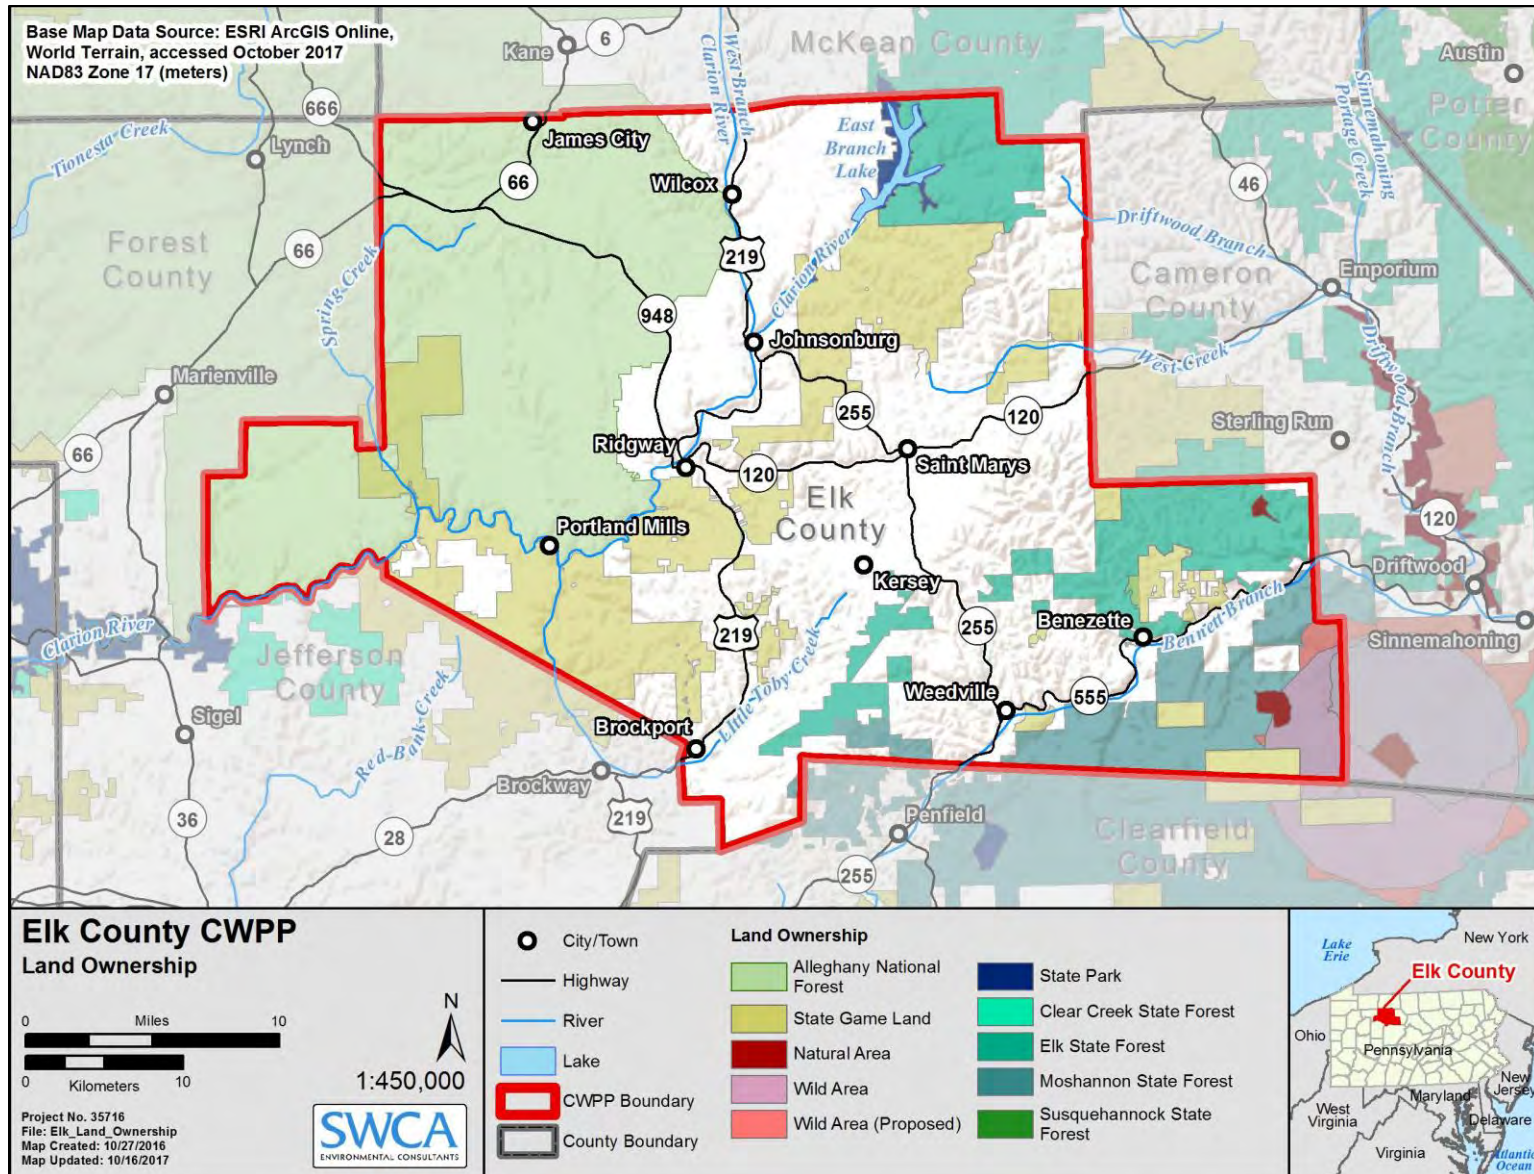 Base Map Data Source: ESRI ArcGIS Online,
World Terrain, accessed October 2017
NAD83 Zone 17 (meters)
Kane
6
McKean County
Austin
Potter
County
666
Lynch
Tionesta Creek
James City
66
West Branch
Clarion River
East
Branch
Lake
Sinnemahoning
Portage Creek
Wilcox
46
Forest
County
66
219
Driftwood Branch
Cameron
County
Emporium
Spring Creek
948
Clarion River
Johnsonburg
West Creek
Driftwood Branch
Marienville
255
120
Sterling Run
66
Ridgway
120
Saint Marys
Elk
County
Portland Mills
Kersey
120
Driftwood
Clarion River
219
255
Benezette
Bennett Branch
Sinnemahoning
Jefferson
County
Little Toby Creek
Weedville
555
Sigel
Red Bank Creek
Brockport
Brockway
36
28
219
Penfield
Clearfield
County
255
Elk County CWPP
Land Ownership
0 Miles 10
0 Kilometers 10
N
1:450,000
Project No. 35716
File: Elk_Land_Ownership
Map Created: 10/27/2016
Map Updated: 10/16/2017
SWCA
ENVIRONMENTAL CONSULTANTS
City/Town
Highway
River
Lake
CWPP Boundary
County Boundary
Land Ownership
Alleghany National
Forest
State Game Land
Natural Area
Wild Area
Wild Area (Proposed)
State Park
Clear Creek State Forest
Elk State Forest
Moshannon State Forest
Susquehannock State
Forest
Lake
Erie
New York
Elk County
Ohio
Pennsylvania
New
Jersey
Maryland
West
Virginia
Delaware
Virginia
Atlantic
Ocean